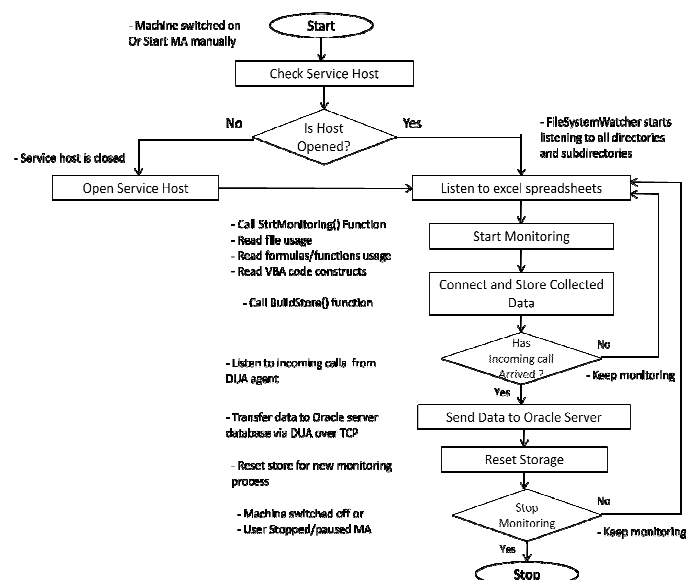 Start
- Machine switched on
Or Start MA manually
Check Service Host
Is Host
Opened?
No
Yes
- FileSystemWatcher starts
listening to all directories
and subdirectories
- Service host is closed
Open Service Host
Listen to excel spreadsheets
- Call StrtMonitoring() Function
- Read file usage
- Read formulas/functions usage
- Read VBA code constructs
Start Monitoring
- Call BuildStore() function
Connect and Store Collected
Data
Has
Incoming call
Arrived ?
No
- Keep monitoring
Yes
- Listen to incoming calls from
DUA agent
- Transfer data to Oracle server
database via DUA over TCP
Send Data to Oracle Server
- Reset store for new monitoring
process
Reset Storage
- Machine switched off or
- User Stopped/paused MA
Stop
Monitoring
No
- Keep monitoring
Yes
Stop